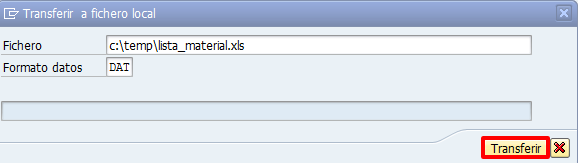 Transferir a fichero local
Fichero c:\temp\lista_material.xls
Formato datos DAT
Transferir